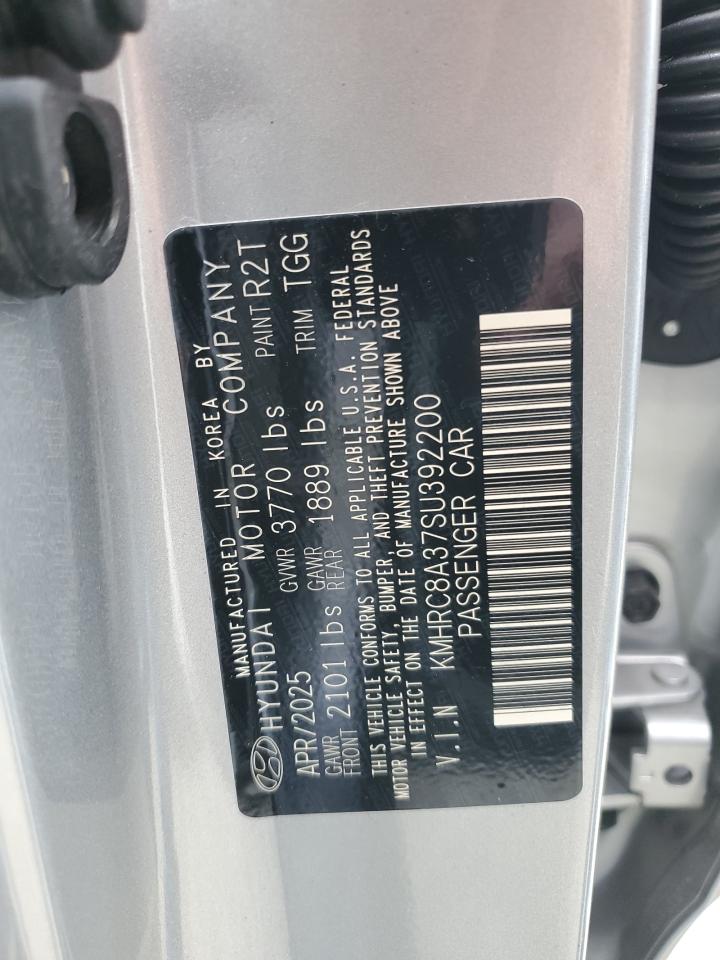 MANUFACTURED IN KOREA BY
HYUNDAI MOTOR COMPANY
APR/2025 GVWR 3770 lbs PAINT R2T
GAWR FRONT 2101 lbs GAWR REAR 1889 lbs TRIM TGG
THIS VEHICLE CONFORMS TO ALL APPLICABLE U.S.A. FEDERAL
MOTOR VEHICLE SAFETY, BUMPER, AND THEFT PREVENTION STANDARDS
IN EFFECT ON THE DATE OF MANUFACTURE SHOWN ABOVE
V.I.N KMHRC8A37SU392200
PASSENGER CAR